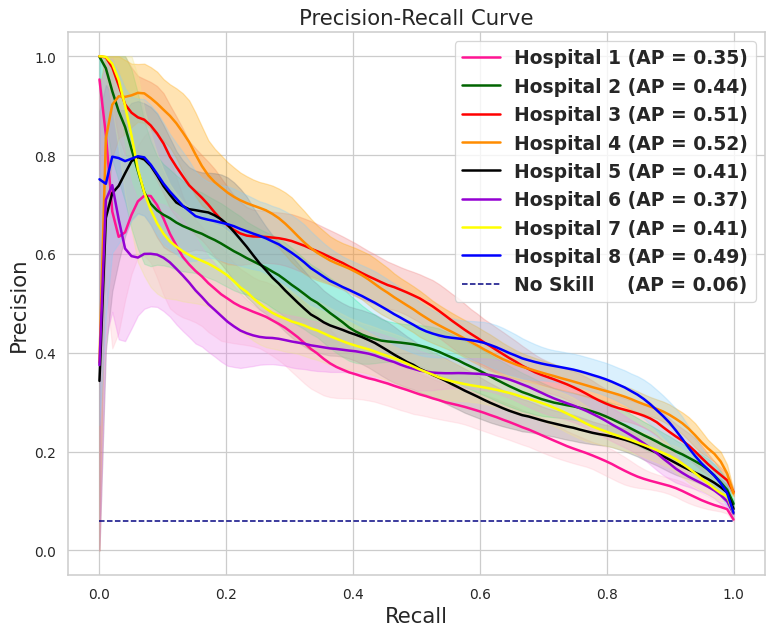 Precision-Recall Curve
Hospital 1 (AP = 0.35)
Hospital 2 (AP = 0.44)
Hospital 3 (AP = 0.51)
Hospital 4 (AP = 0.52)
Hospital 5 (AP = 0.41)
Hospital 6 (AP = 0.37)
Hospital 7 (AP = 0.41)
Hospital 8 (AP = 0.49)
No Skill (AP = 0.06)
Precision
1.0
0.8
0.6
0.4
0.2
0.0
0.0 0.2 0.4 0.6 0.8 1.0
Recall